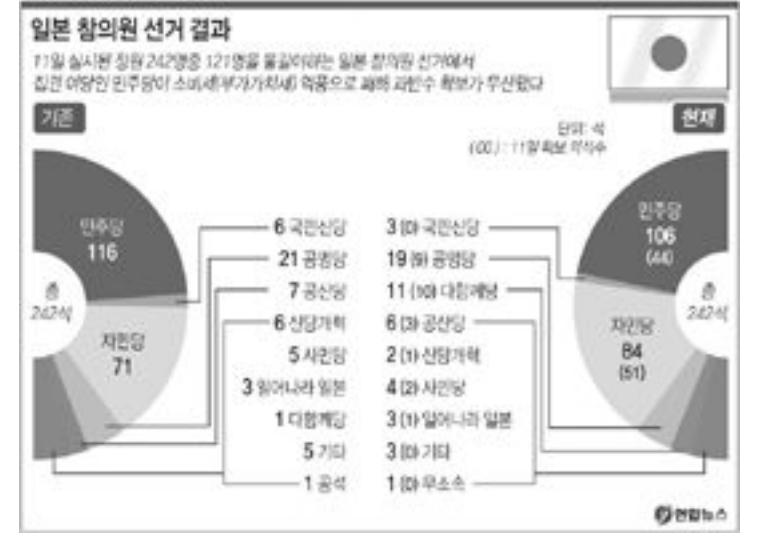 일본 참의원 선거 결과
11일 실시된 정원 242명중 121명을 물갈이하는 일본 참의원 선거에서
집권 여당인 민주당이 소비세(부가가치세) 역풍으로 패해 과반수 확보가 무산됐다
기존
현재
단위: 석
(00) : 11일 확보 의석수
민주당
116
자민당
71
총
242석
6 국민신당
21 공명당
7 공산당
6 신당개혁
5 사민당
3 일어나라 일본
1 다함께당
5 기타
1 공석
3 (0) 국민신당
19 (9) 공명당
11 (10) 다함께당
6 (3) 공산당
2 (1) 신당개혁
4 (2) 사민당
3 (1) 일어나라 일본
3 (0) 기타
1 (0) 무소속
민주당
106
(44)
자민당
84
(51)
총
242석
연합뉴스